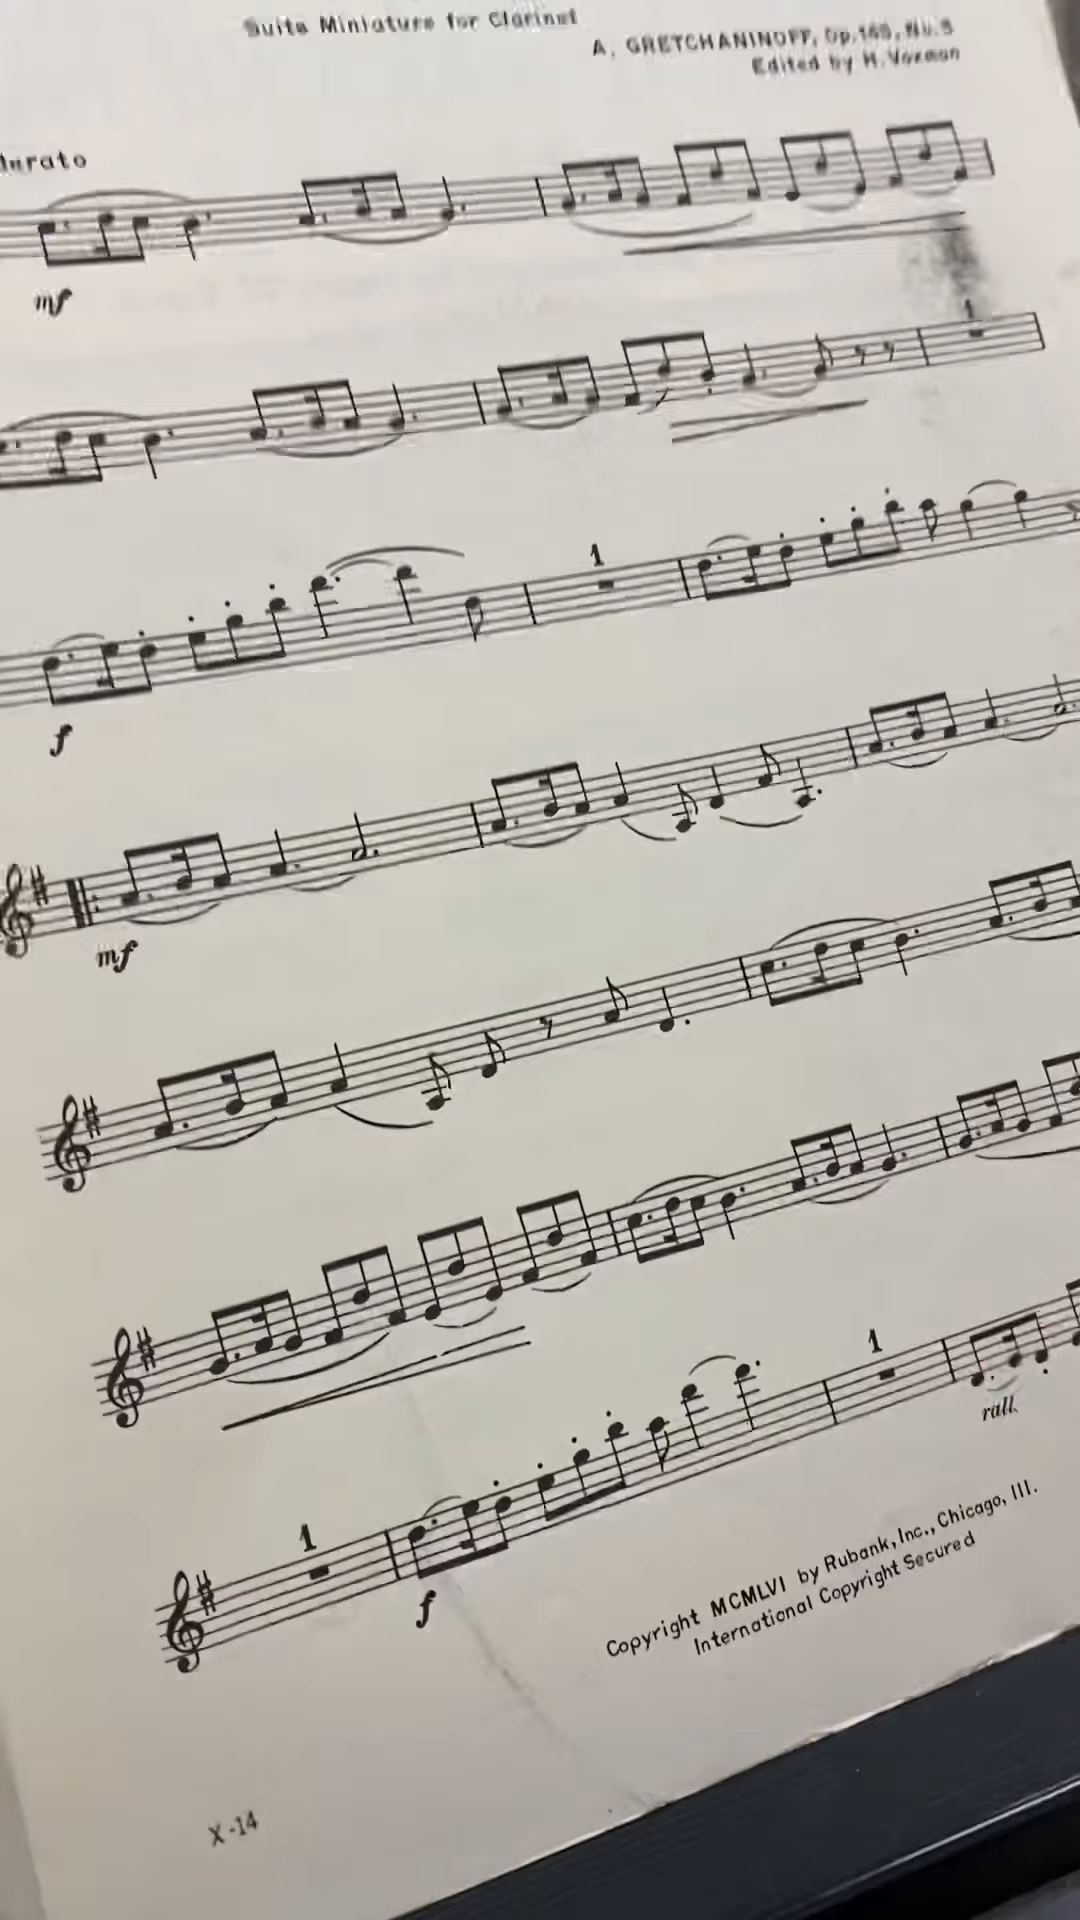 Suite Miniature for Clarinet
A. GRETCHANINOFF, Op.145, No.5
Edited by H. Voxman
mf
1
1
f
mf
1
rall.
1
f
Copyright MCMLVI by Rubank, Inc., Chicago, Ill.
International Copyright Secured
X-14